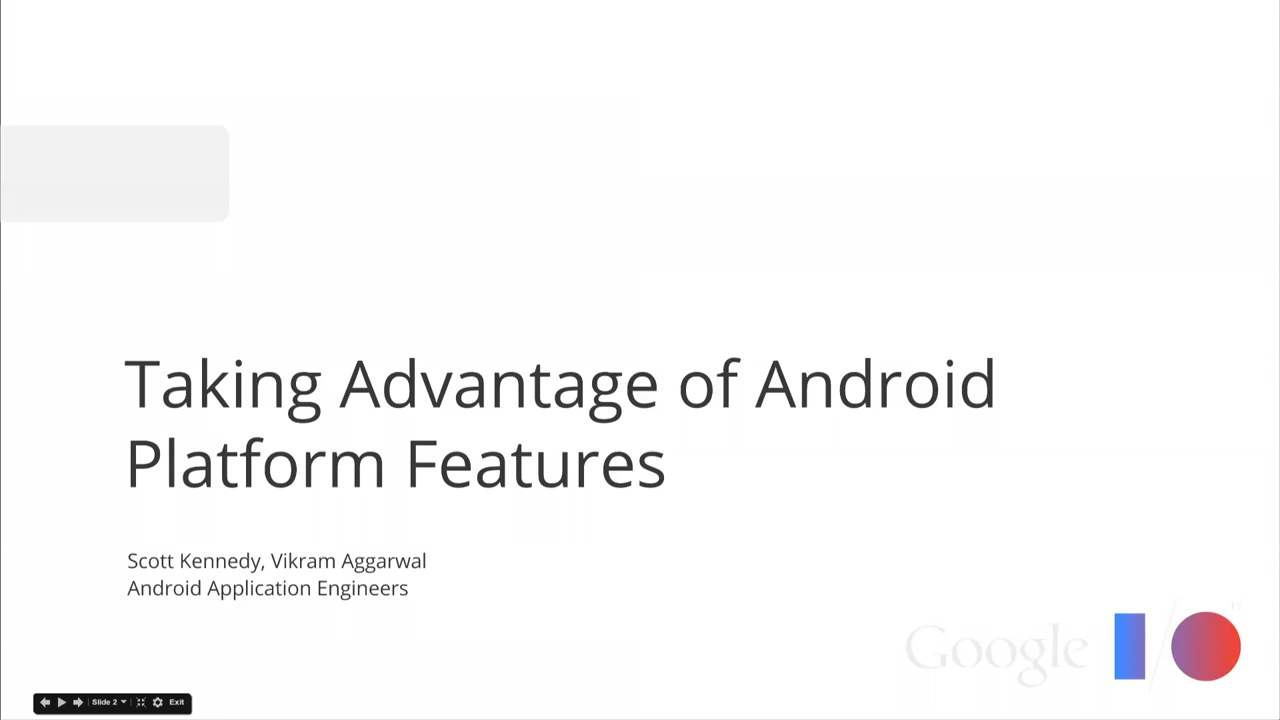 Taking Advantage of Android
Platform Features
Scott Kennedy, Vikram Aggarwal
Android Application Engineers
Google I/O
Slide 2
Exit